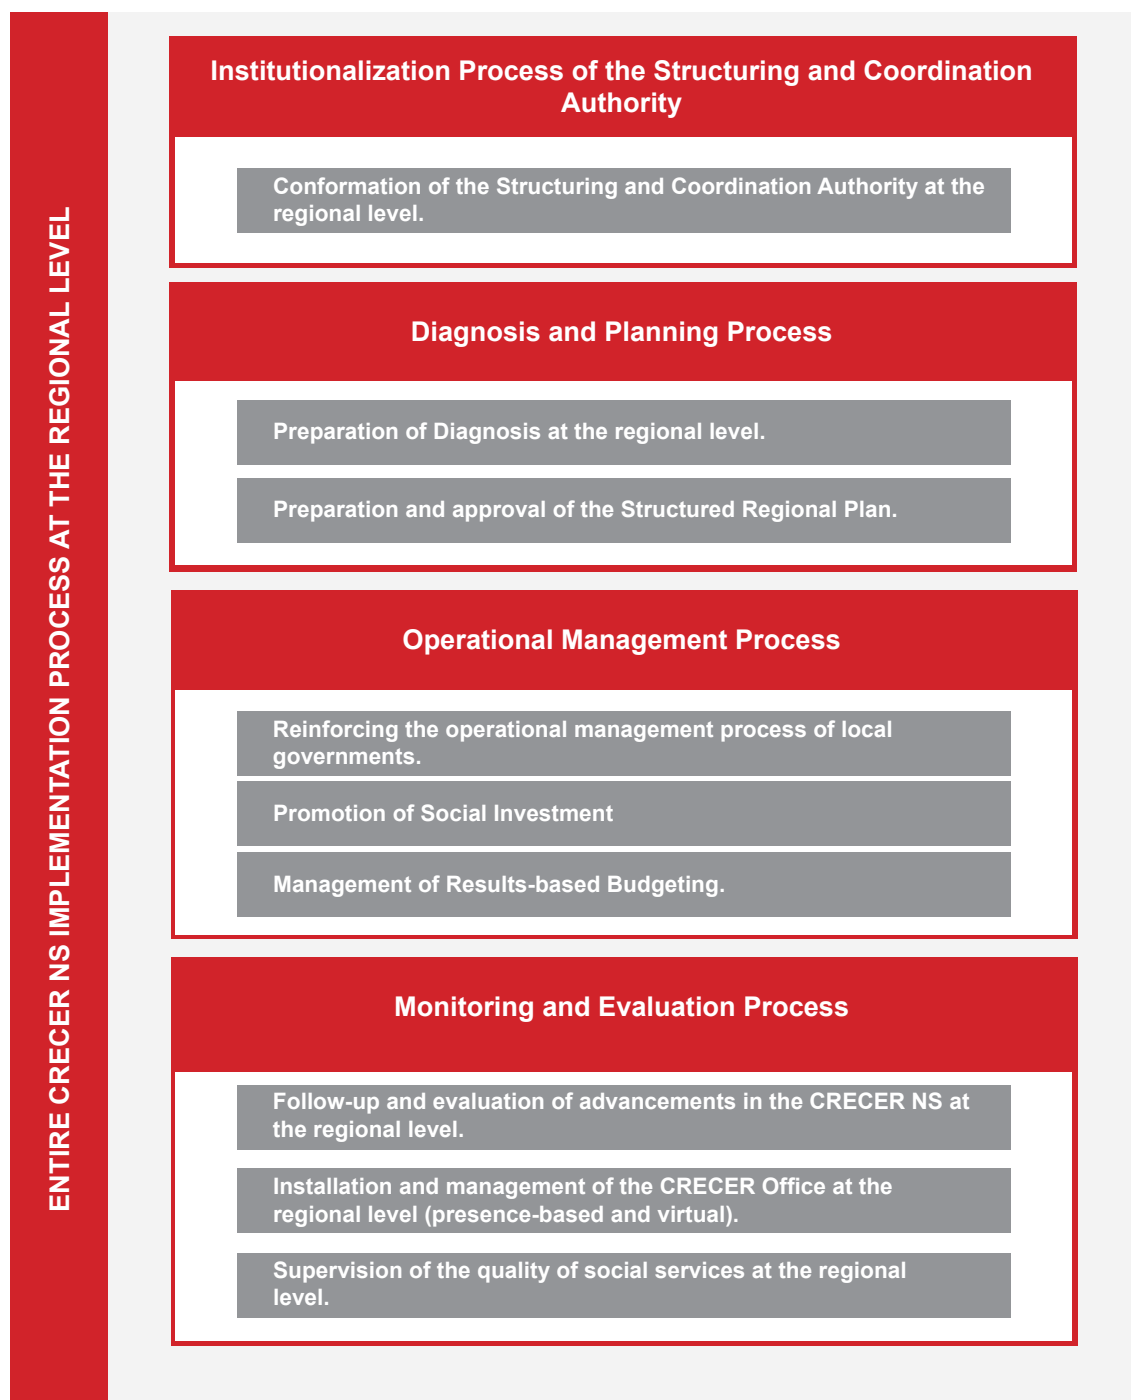 ENTIRE CRECER NS IMPLEMENTATION PROCESS AT THE REGIONAL LEVEL
Institutionalization Process of the Structuring and Coordination
Authority
Conformation of the Structuring and Coordination Authority at the
regional level.
Diagnosis and Planning Process
Preparation of Diagnosis at the regional level.
Preparation and approval of the Structured Regional Plan.
Operational Management Process
Reinforcing the operational management process of local
governments.
Promotion of Social Investment
Management of Results-based Budgeting.
Monitoring and Evaluation Process
Follow-up and evaluation of advancements in the CRECER NS at
the regional level.
Installation and management of the CRECER Office at the
regional level (presence-based and virtual).
Supervision of the quality of social services at the regional
level.